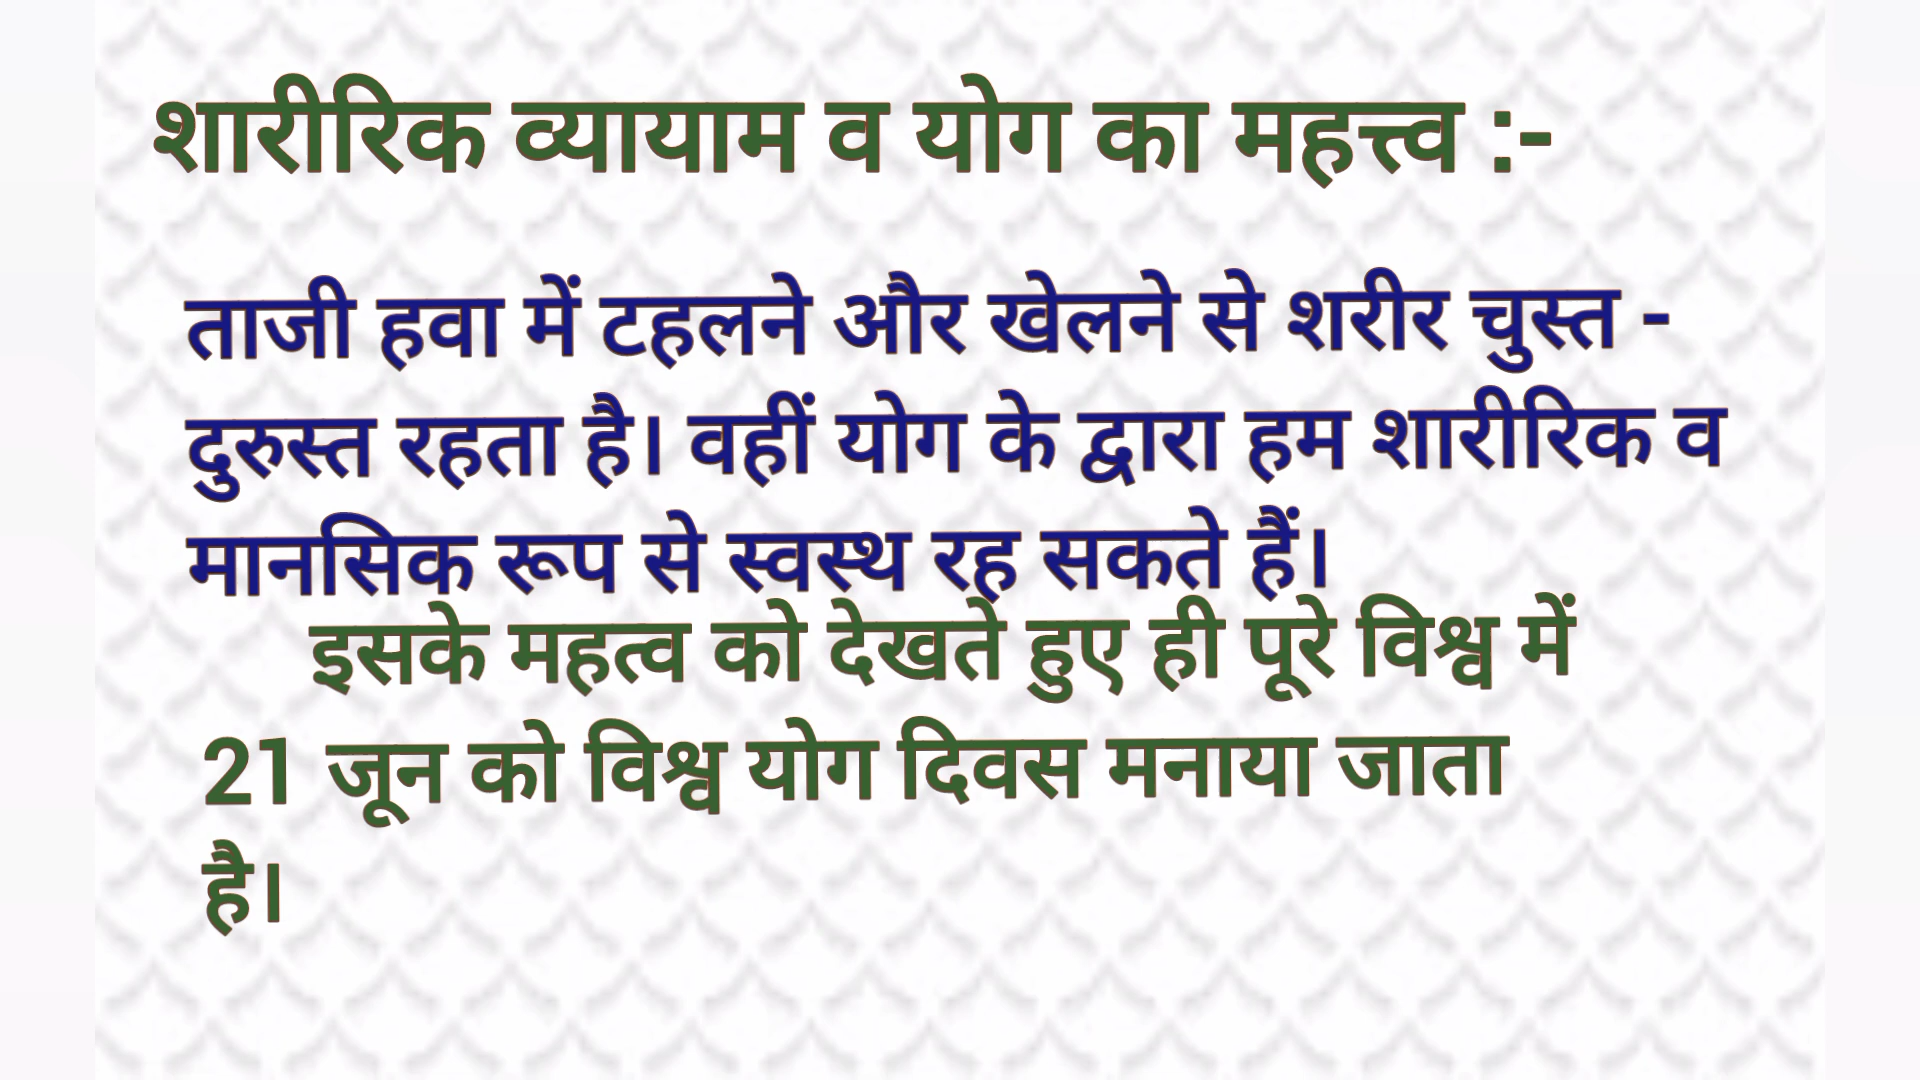 शारीरिक व्यायाम व योग का महत्त्व :-
ताजी हवा में टहलने और खेलने से शरीर चुस्त -
दुरुस्त रहता है। वहीं योग के द्वारा हम शारीरिक व
मानसिक रूप से स्वस्थ रह सकते हैं।
इसके महत्व को देखते हुए ही पूरे विश्व में
21 जून को विश्व योग दिवस मनाया जाता
है।